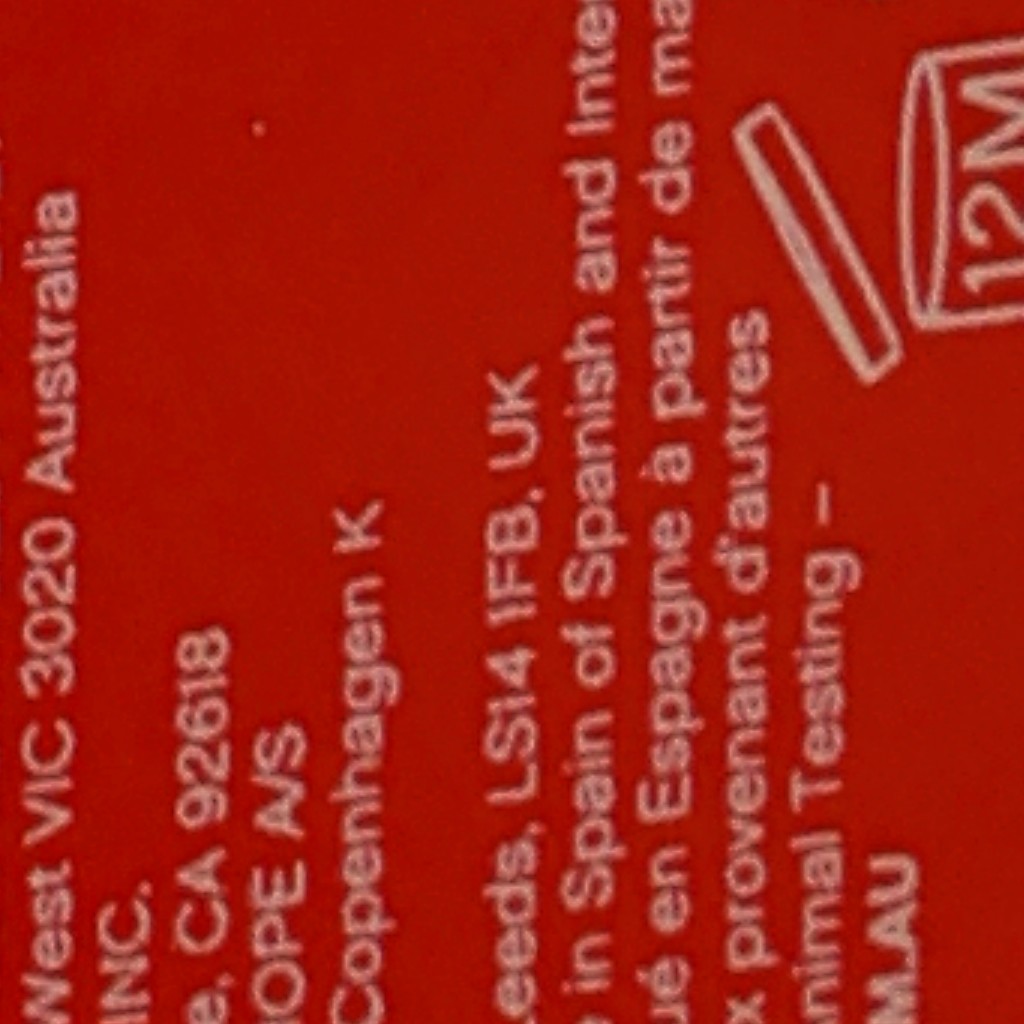 West VIC 3020 Australia
INC.
e, CA 92618
OPE A/S
Copenhagen K
eeds, LS14 1FB, UK
in Spain of Spanish and Inte
ué en Espagne à partir de ma
x provenant d'autres
nimal Testing –
M.AU
12M